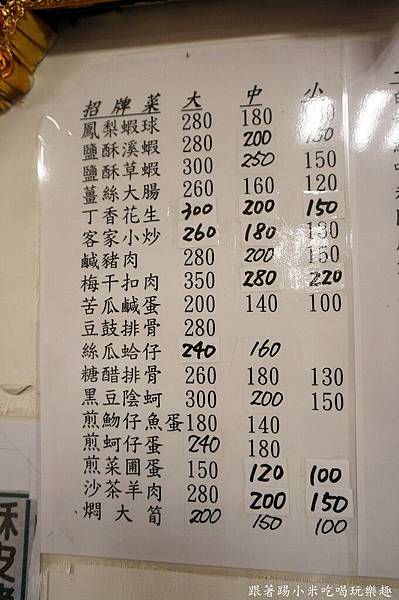 招牌菜 大 中 小
鳳梨蝦球 280 180
鹽酥溪蝦 280 200
鹽酥草蝦 300 250 150
薑絲大腸 260 160 120
丁香花生 300 200 150
客家小炒 260 180 130
鹹豬肉 280 200 150
梅干扣肉 350 280 220
苦瓜鹹蛋 200 140 100
豆鼓排骨 280
絲瓜蛤仔 240 160
糖醋排骨 260 180 130
黑豆陰蚵 300 200 150
煎魩仔魚蛋 180 140
煎蚵仔蛋 240 180
煎菜圃蛋 150 120 100
沙茶羊肉 280 200 150
燜大筍 200 150 100
跟著踢小米吃喝玩樂趣